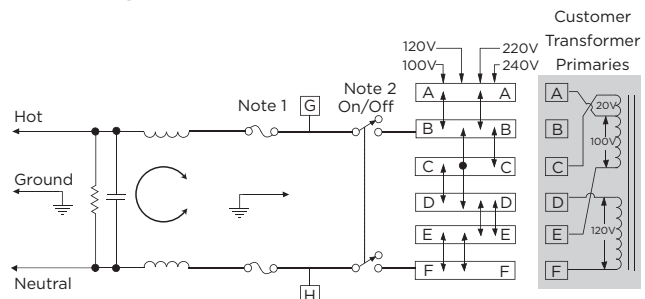 Customer
Transformer
Primaries
120V 220V
100V 240V
Note 2
On/Off
Note 1
G
Hot
Ground
Neutral
H
A A
B B
C C
D D
E E
F F
A
B
C
D
E
F
20V
100V
120V